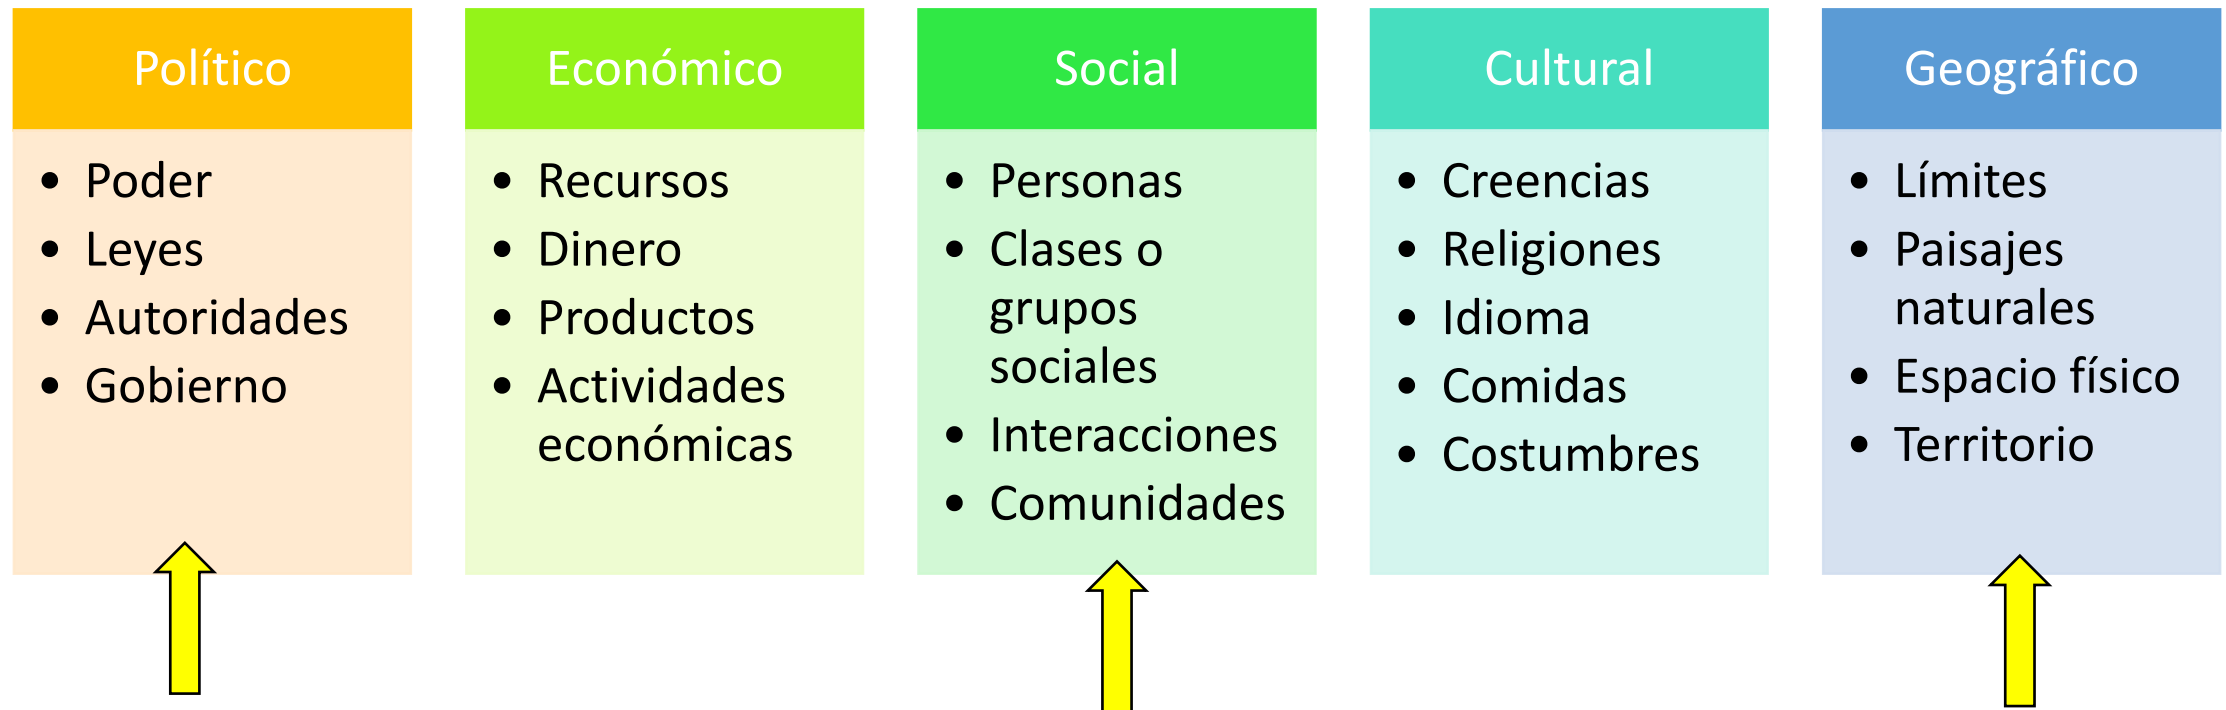 Político
• Poder
• Leyes
• Autoridades
• Gobierno
Económico
• Recursos
• Dinero
• Productos
• Actividades
económicas
Social
• Personas
• Clases o
grupos
sociales
• Interacciones
• Comunidades
Cultural
• Creencias
• Religiones
• Idioma
• Comidas
• Costumbres
Geográfico
• Límites
• Paisajes
naturales
• Espacio físico
• Territorio